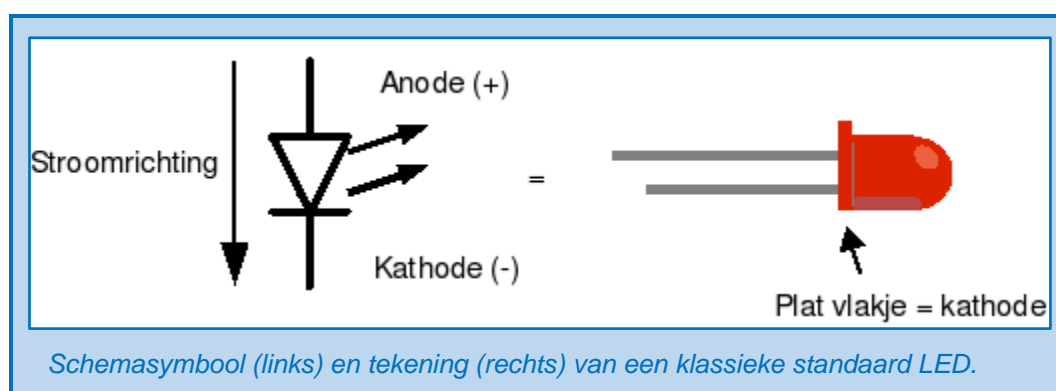 Anode (+)
Stroomrichting
=
Kathode (-)
Plat vlakje = kathode
Schemasymbool (links) en tekening (rechts) van een klassieke standaard LED.